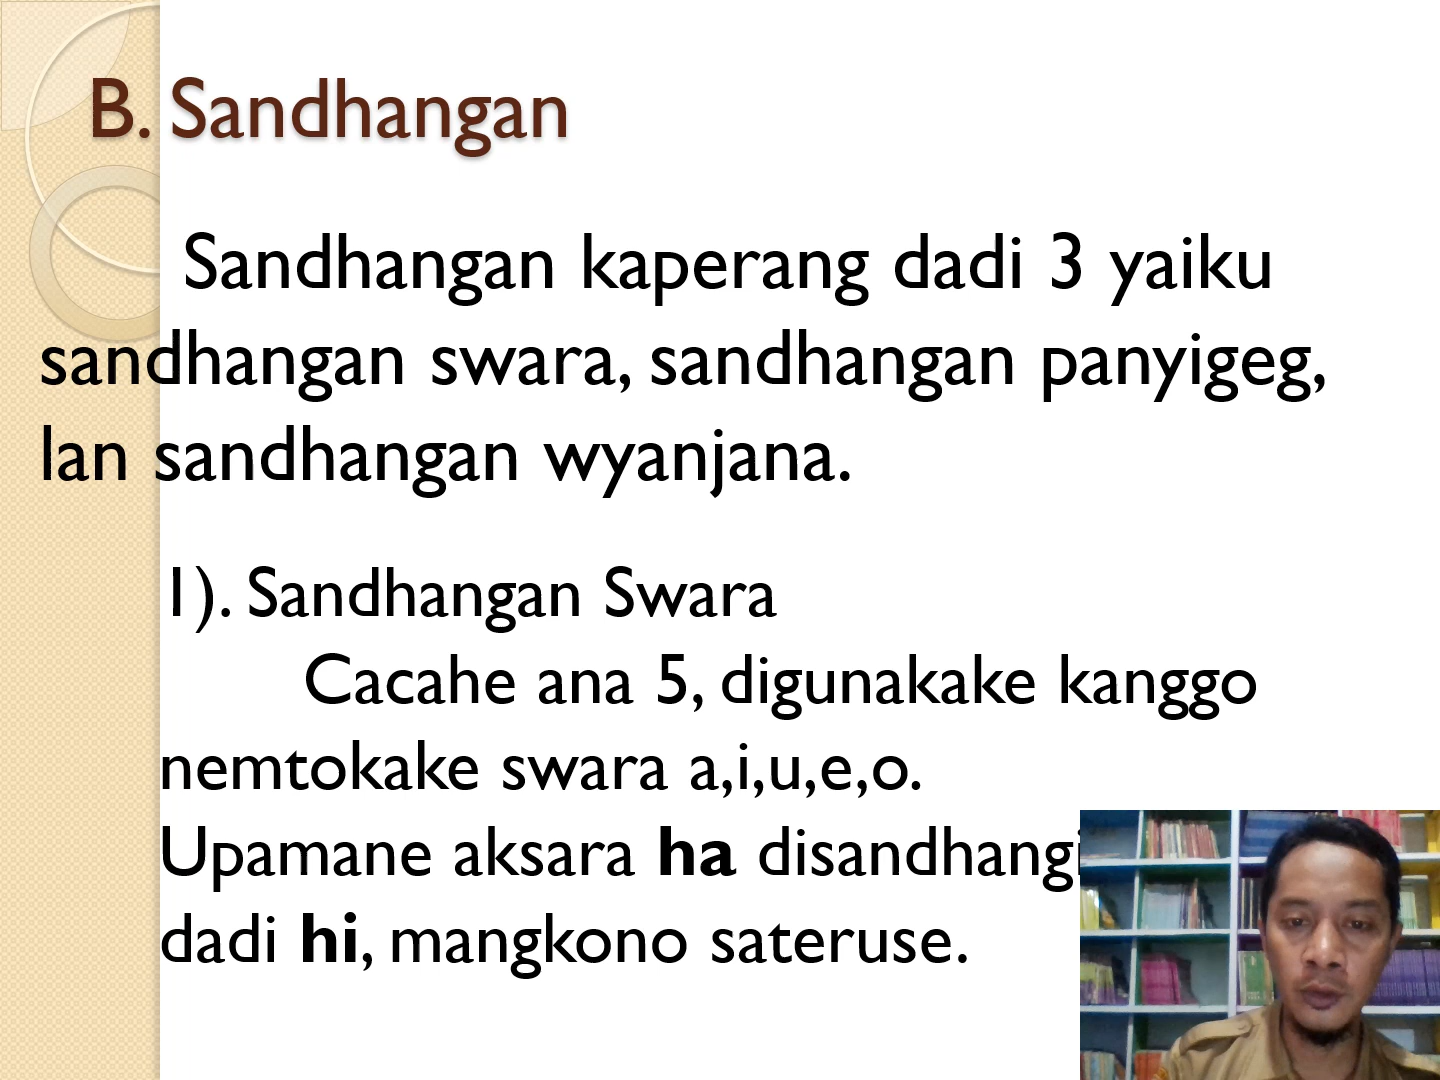 B. Sandhangan
Sandhangan kaperang dadi 3 yaiku
sandhangan swara, sandhangan panyigeg,
lan sandhangan wyanjana.
1). Sandhangan Swara
Cacahe ana 5, digunakake kanggo
nemtokake swara a,i,u,e,o.
Upamane aksara ha disandhangi
dadi hi, mangkono sateruse.